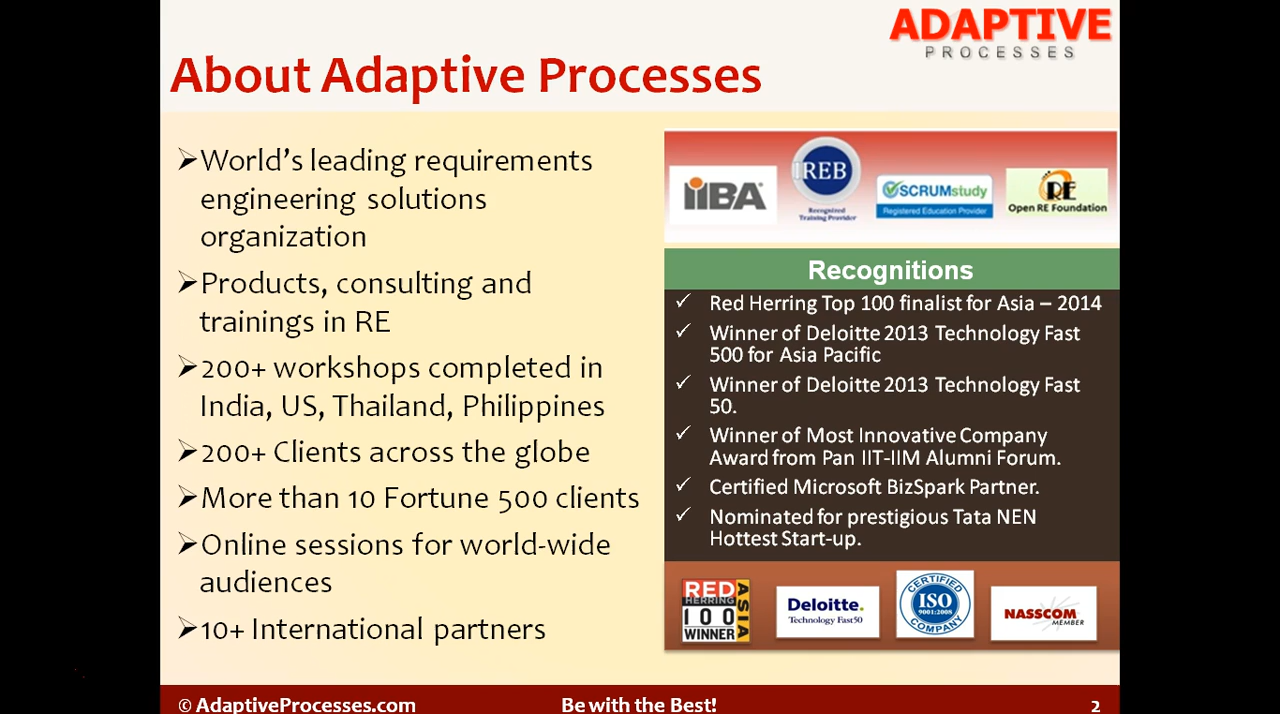 ADAPTIVE
PROCESSES
About Adaptive Processes
World's leading requirements
engineering solutions
organization
Products, consulting and
trainings in RE
200+ workshops completed in
India, US, Thailand, Philippines
200+ Clients across the globe
More than 10 Fortune 500 clients
Online sessions for world-wide
audiences
10+ International partners
IIBA
IREB
Recognized
Training Provider
SCRUMstudy
Registered Education Provider
RE
Open RE Foundation
Recognitions
Red Herring Top 100 finalist for Asia – 2014
Winner of Deloitte 2013 Technology Fast
500 for Asia Pacific
Winner of Deloitte 2013 Technology Fast
50.
Winner of Most Innovative Company
Award from Pan IIT-IIM Alumni Forum.
Certified Microsoft BizSpark Partner.
Nominated for prestigious Tata NEN
Hottest Start-up.
RED
HERRING
100
WINNER
ASIA
Deloitte.
Technology Fast50
CERTIFIED
ISO
9001:2008
COMPANY
NASSCOM
MEMBER
© AdaptiveProcesses.com
Be with the Best!
2